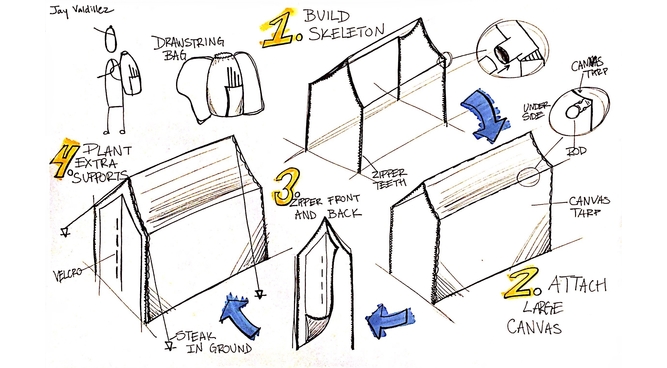 Jay Valdillez
DRAWSTRING
BAG
1. BUILD
SKELETON
CANVAS
TARP
UNDER
SIDE
ROD
ZIPPER
TEETH
CANVAS
TARP
2. ATTACH
LARGE
CANVAS
3.
ZIPPER FRONT
AND BACK
4. PLANT
EXTRA
SUPPORTS
VELCRO
STEAK
IN GROUND